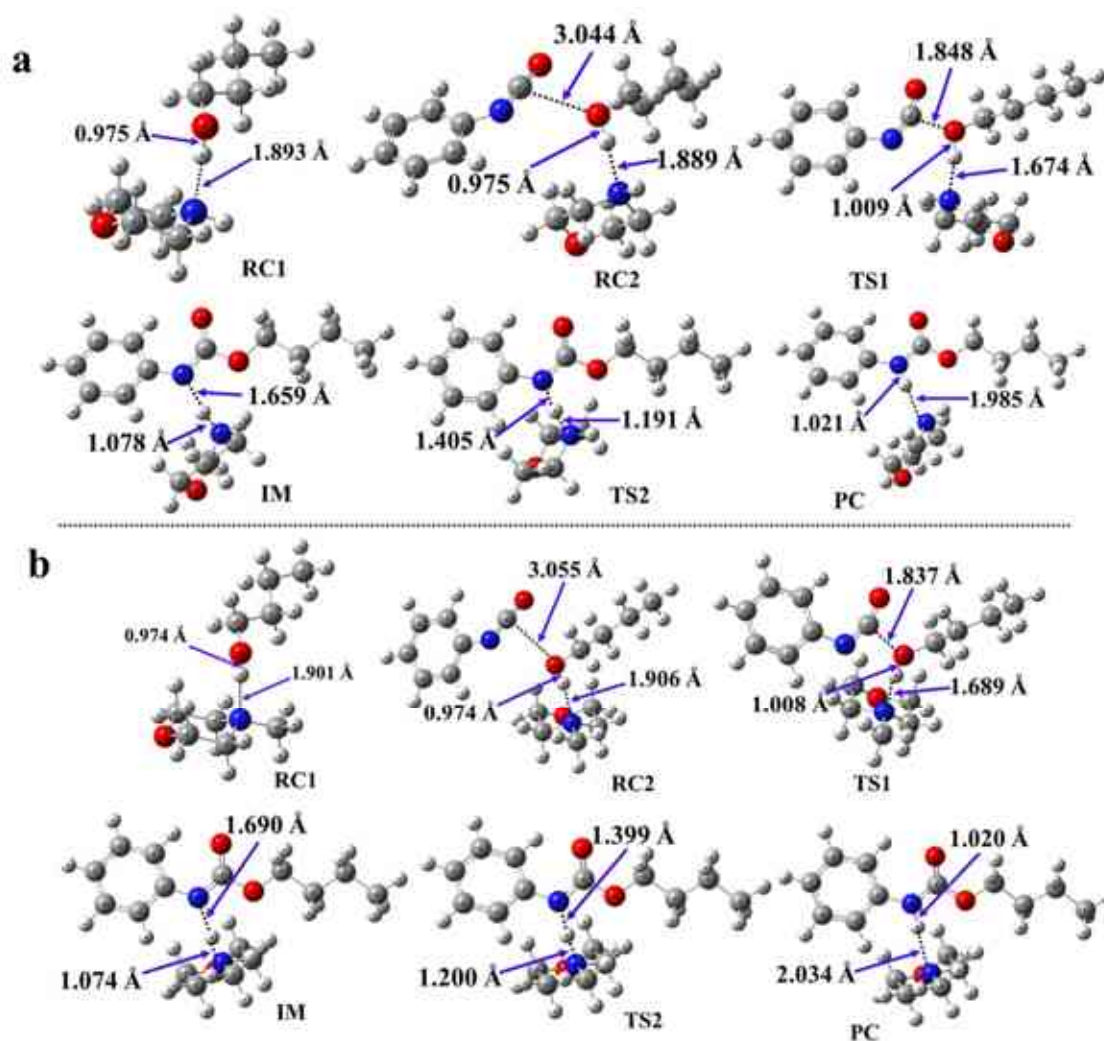 a
3.044 Å
1.848 Å
0.975 Å
1.893 Å
0.975 Å
1.889 Å
1.009 Å
1.674 Å
RC1
RC2
TS1
1.659 Å
1.078 Å
1.405 Å
1.191 Å
1.021 Å
1.985 Å
IM
TS2
PC
b
3.055 Å
1.837 Å
0.974 Å
1.901 Å
0.974 Å
1.906 Å
1.008 Å
1.689 Å
RC1
RC2
TS1
1.690 Å
1.399 Å
1.020 Å
1.074 Å
1.200 Å
2.034 Å
IM
TS2
PC